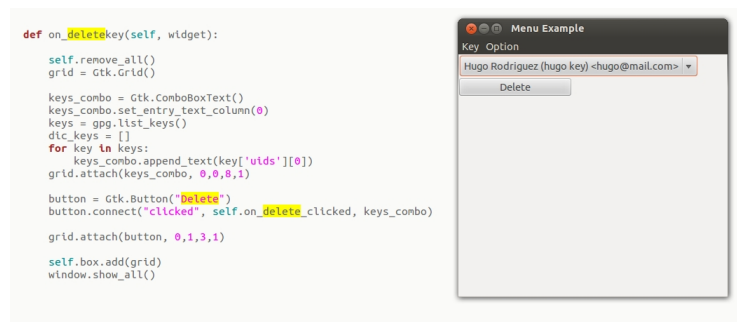 def on_deletekey(self, widget):
self.remove_all()
grid = Gtk.Grid()
keys_combo = Gtk.ComboBoxText()
keys_combo.set_entry_text_column(0)
keys = gpg.list_keys()
dic_keys = []
for key in keys:
keys_combo.append_text(key['uids'][0])
grid.attach(keys_combo, 0,0,8,1)
button = Gtk.Button("Delete")
button.connect("clicked", self.on_delete_clicked, keys_combo)
grid.attach(button, 0,1,3,1)
self.box.add(grid)
window.show_all()
Menu Example
Key Option
Hugo Rodriguez (hugo key) <hugo@mail.com>
Delete